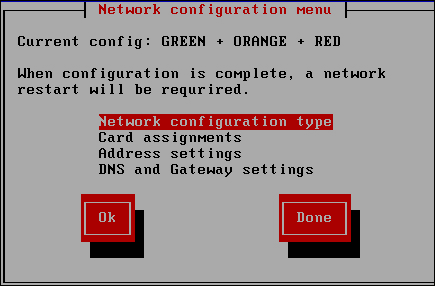 Network configuration menu
Current config: GREEN + ORANGE + RED
When configuration is complete, a network
restart will be requrired.
Network configuration type
Card assignments
Address settings
DNS and Gateway settings
Ok Done